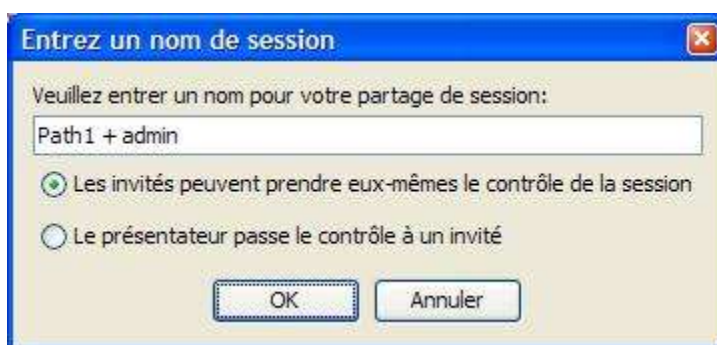 Entrez un nom de session
Veuillez entrer un nom pour votre partage de session:
Path1 + admin
Les invités peuvent prendre eux-mêmes le contrôle de la session
Le présentateur passe le contrôle à un invité
OK Annuler